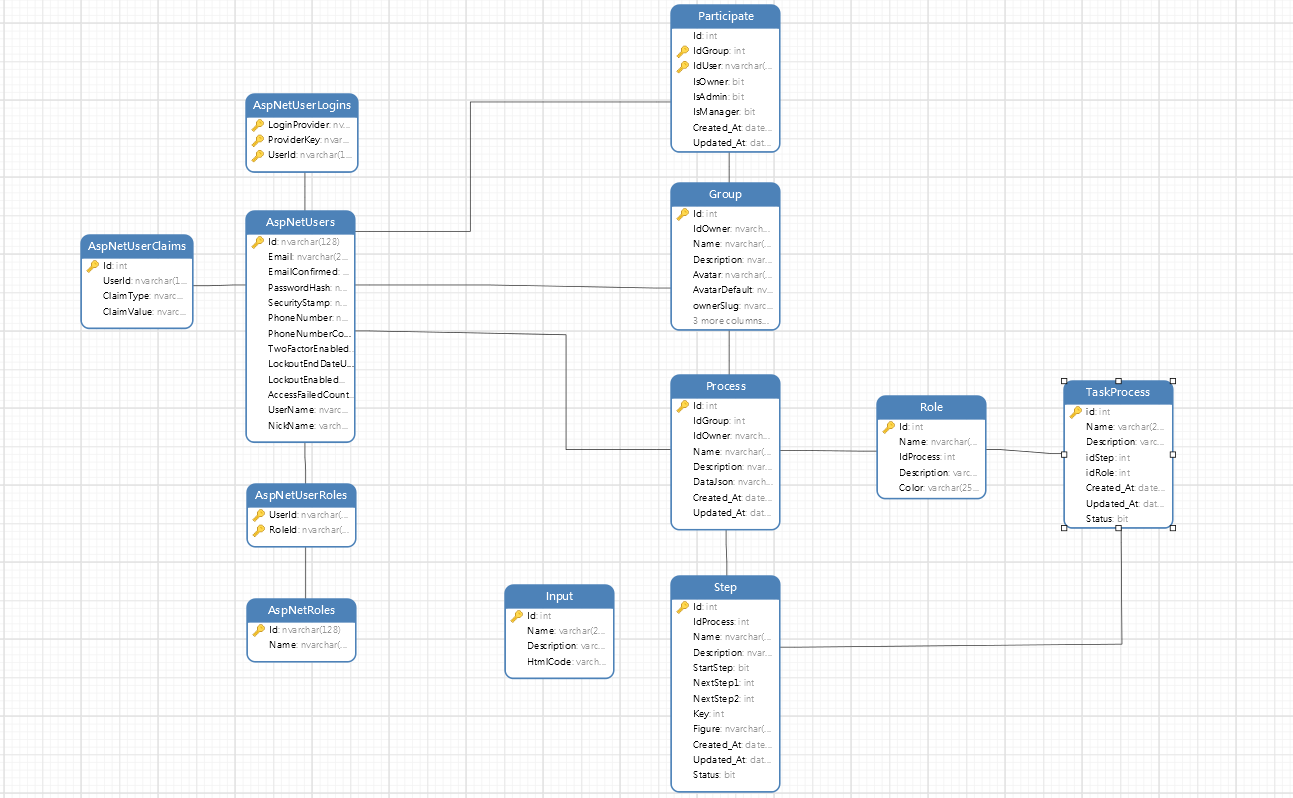 Participate
Id: int
IdGroup: int
IdUser: nvarchar(...
IsOwner: bit
IsAdmin: bit
IsManager: bit
Created_At: date...
Updated_At: dat...
AspNetUserLogins
LoginProvider: nv...
ProviderKey: nvar...
UserId: nvarchar(1...
Group
Id: int
IdOwner: nvarch...
Name: nvarchar(...
Description: nvar...
Avatar: nvarchar(...
AvatarDefault: nv...
ownerSlug: nvarc...
3 more columns...
AspNetUsers
Id: nvarchar(128)
Email: nvarchar(2...
EmailConfirmed: ...
PasswordHash: n...
SecurityStamp: n...
PhoneNumber: n...
PhoneNumberCo...
TwoFactorEnabled...
LockoutEndDateU...
LockoutEnabled...
AccessFailedCount...
UserName: nvarc...
NickName: varch...
AspNetUserClaims
Id: int
UserId: nvarchar(1...
ClaimType: nvarc...
ClaimValue: nvarc...
Process
Id: int
IdGroup: int
IdOwner: nvarch...
Name: nvarchar(...
Description: nvar...
DataJson: nvarch...
Created_At: date...
Updated_At: dat...
Role
Id: int
Name: nvarchar(...
IdProcess: int
Description: varc...
Color: varchar(25...
TaskProcess
id: int
Name: varchar(2...
Description: varc...
idStep: int
idRole: int
Created_At: date...
Updated_At: dat...
Status: bit
AspNetUserRoles
UserId: nvarchar(...
RoleId: nvarchar(...
AspNetRoles
Id: nvarchar(128)
Name: nvarchar(...
Input
Id: int
Name: varchar(2...
Description: varc...
HtmlCode: varch...
Step
Id: int
IdProcess: int
Name: nvarchar(...
Description: nvar...
StartStep: bit
NextStep1: int
NextStep2: int
Key: int
Figure: nvarchar(...
Created_At: date...
Updated_At: dat...
Status: bit